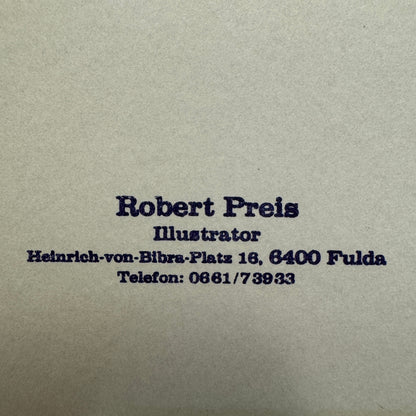 Robert Preis
Illustrator
Heinrich-von-Bibra-Platz 16, 6400 Fulda
Telefon: 0661/73933